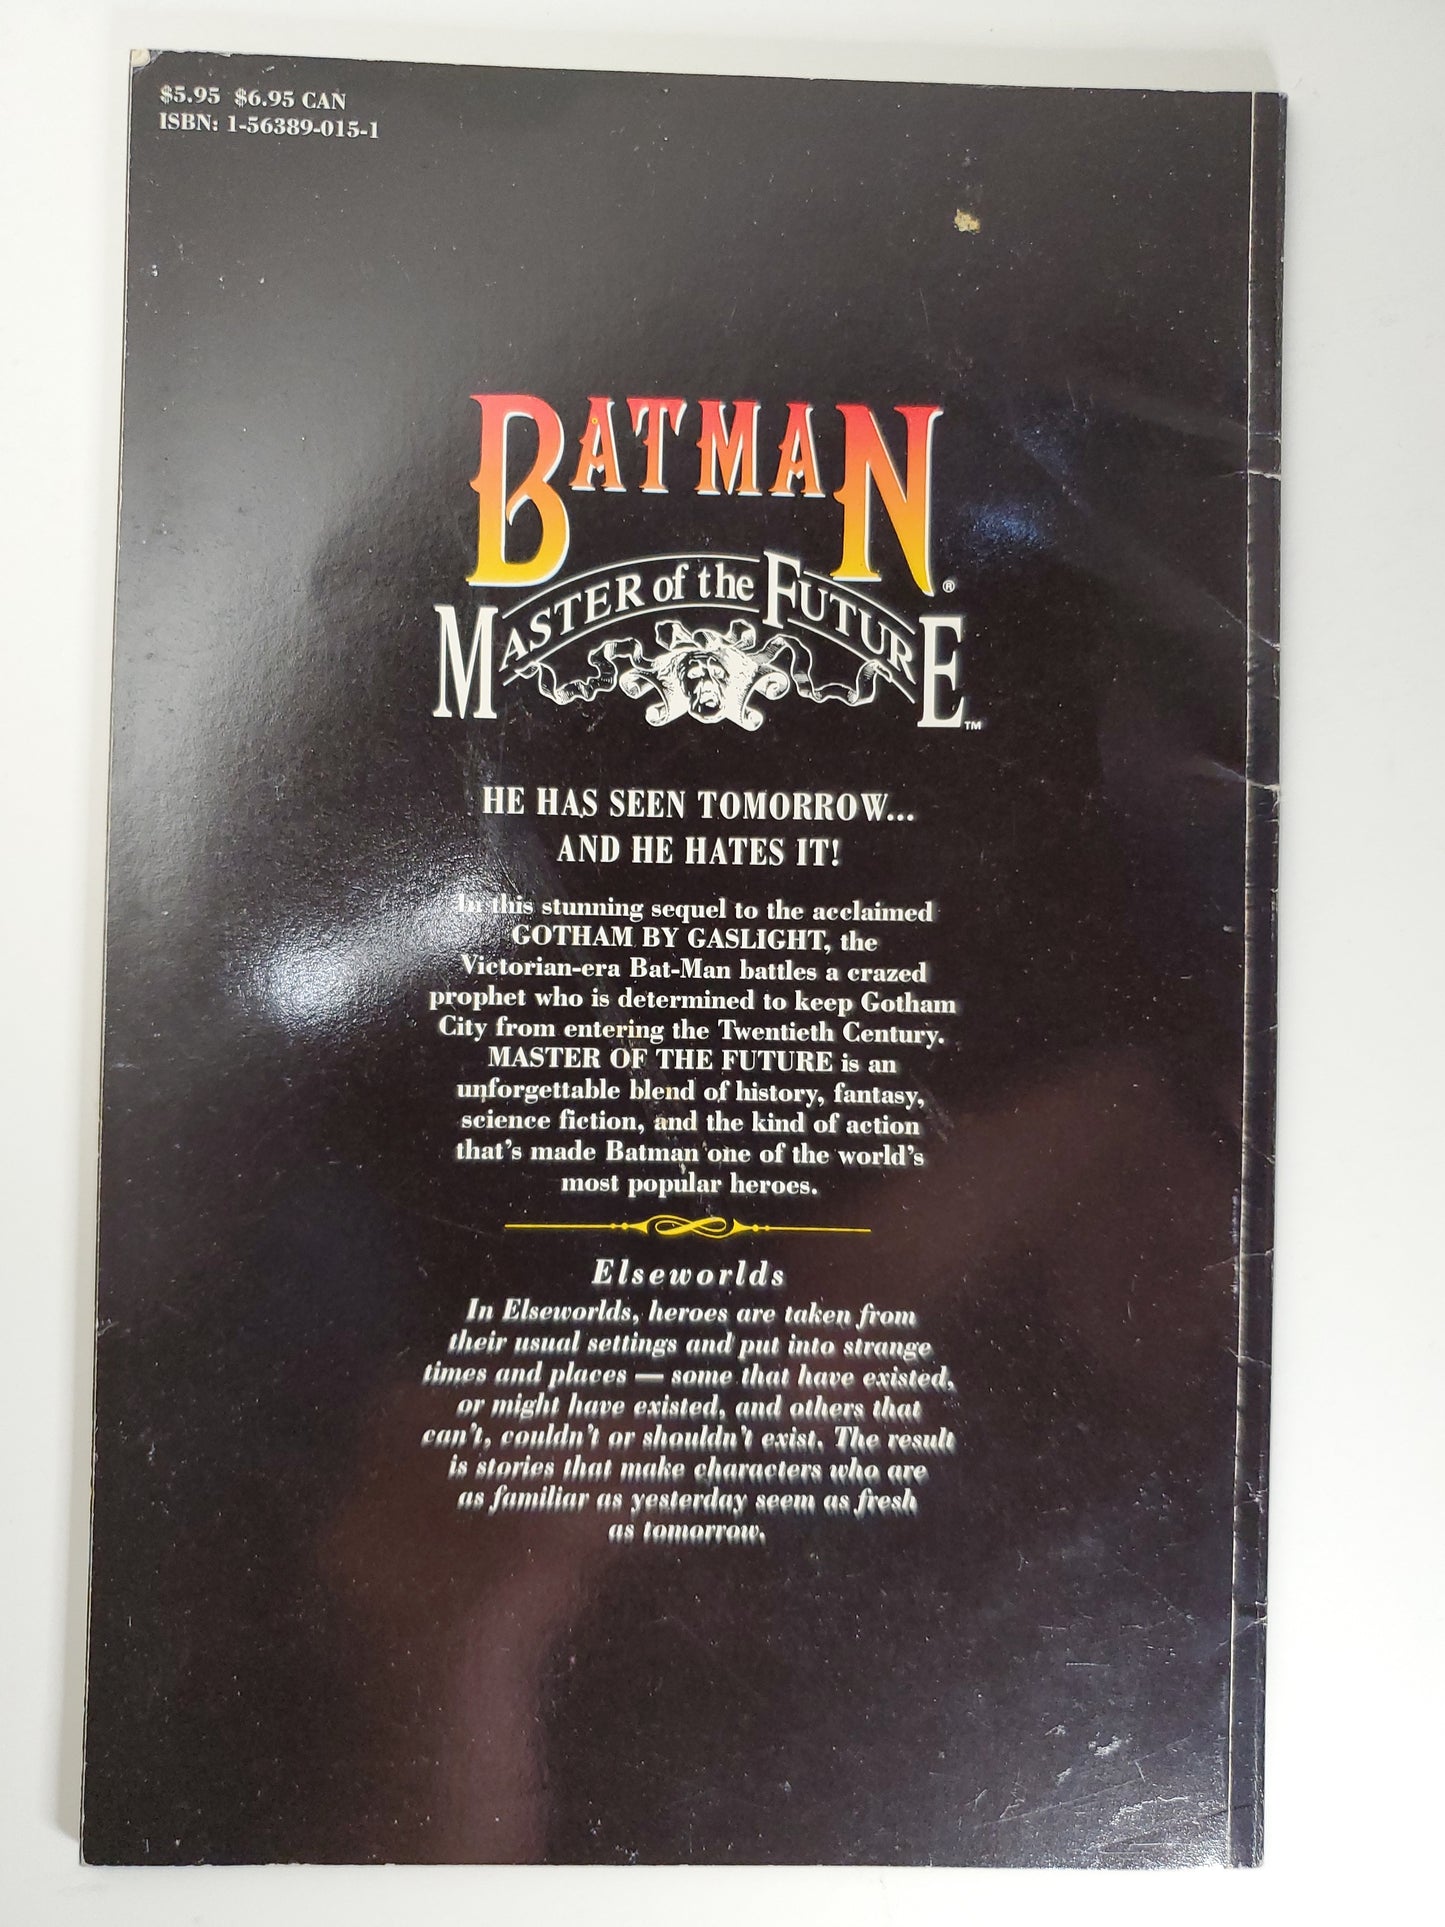 $5.95 $6.95 CAN
ISBN: 1-56389-015-1
BATMAN®
MASTER of the FUTURE™
HE HAS SEEN TOMORROW...
AND HE HATES IT!
In this stunning sequel to the acclaimed
GOTHAM BY GASLIGHT, the
Victorian-era Bat-Man battles a crazed
prophet who is determined to keep Gotham
City from entering the Twentieth Century.
MASTER OF THE FUTURE is an
unforgettable blend of history, fantasy,
science fiction, and the kind of action
that's made Batman one of the world's
most popular heroes.
Elseworlds
In Elseworlds, heroes are taken from
their usual settings and put into strange
times and places — some that have existed,
or might have existed, and others that
can't, couldn't or shouldn't exist. The result
is stories that make characters who are
as familiar as yesterday seem as fresh
as tomorrow.